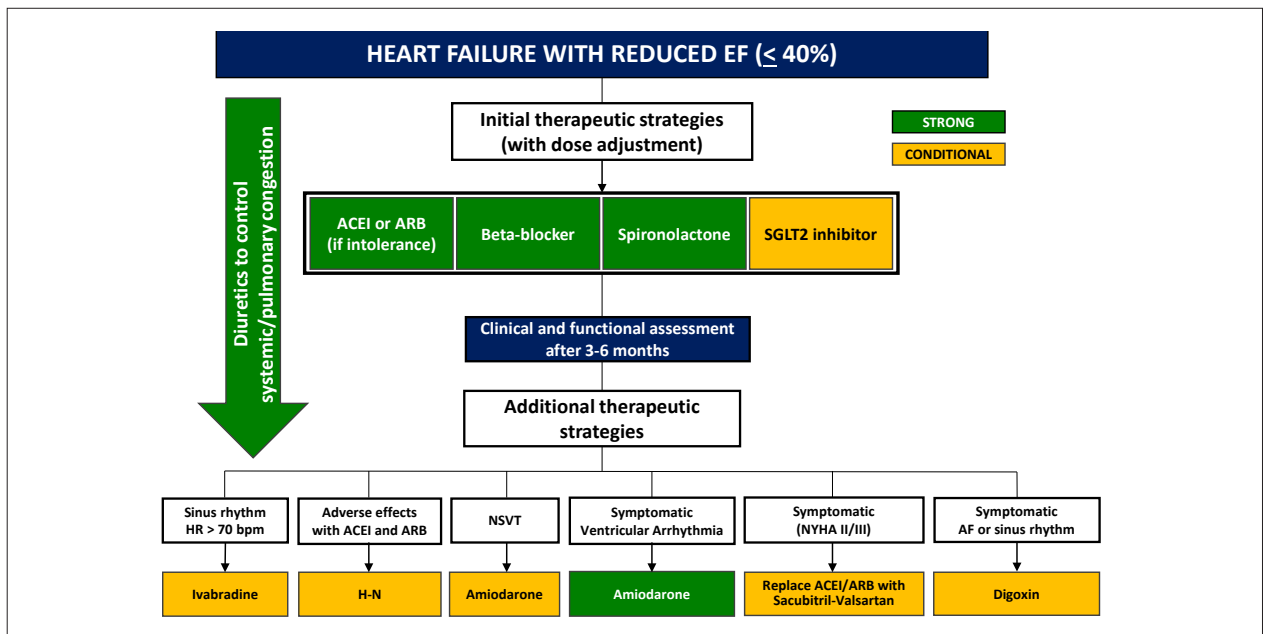 HEART FAILURE WITH REDUCED EF (≤ 40%)
Initial therapeutic strategies
(with dose adjustment)
STRONG
CONDITIONAL
Diuretics to control
systemic/pulmonary congestion
ACEI or ARB
(if intolerance)
Beta-blocker
Spironolactone
SGLT2 inhibitor
Clinical and functional assessment
after 3-6 months
Additional therapeutic
strategies
Sinus rhythm
HR > 70 bpm
Adverse effects
with ACEI and ARB
NSVT
Symptomatic
Ventricular Arrhythmia
Symptomatic
(NYHA II/III)
Symptomatic
AF or sinus rhythm
Ivabradine
H-N
Amiodarone
Amiodarone
Replace ACEI/ARB with
Sacubitril-Valsartan
Digoxin